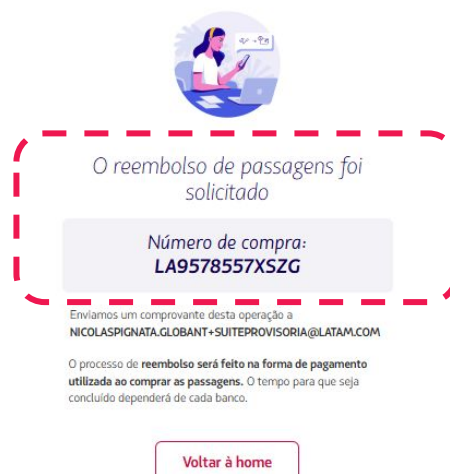 O reembolso de passagens foi
solicitado
Número de compra:
LA9578557XSZG
Enviamos um comprovante desta operação a
NICOLASPIGNATA.GLOBANT+SUITEPROVISORIA@LATAM.COM
O processo de reembolso será feito na forma de pagamento
utilizada ao comprar as passagens. O tempo para que seja
concluído dependerá de cada banco.
Voltar à home